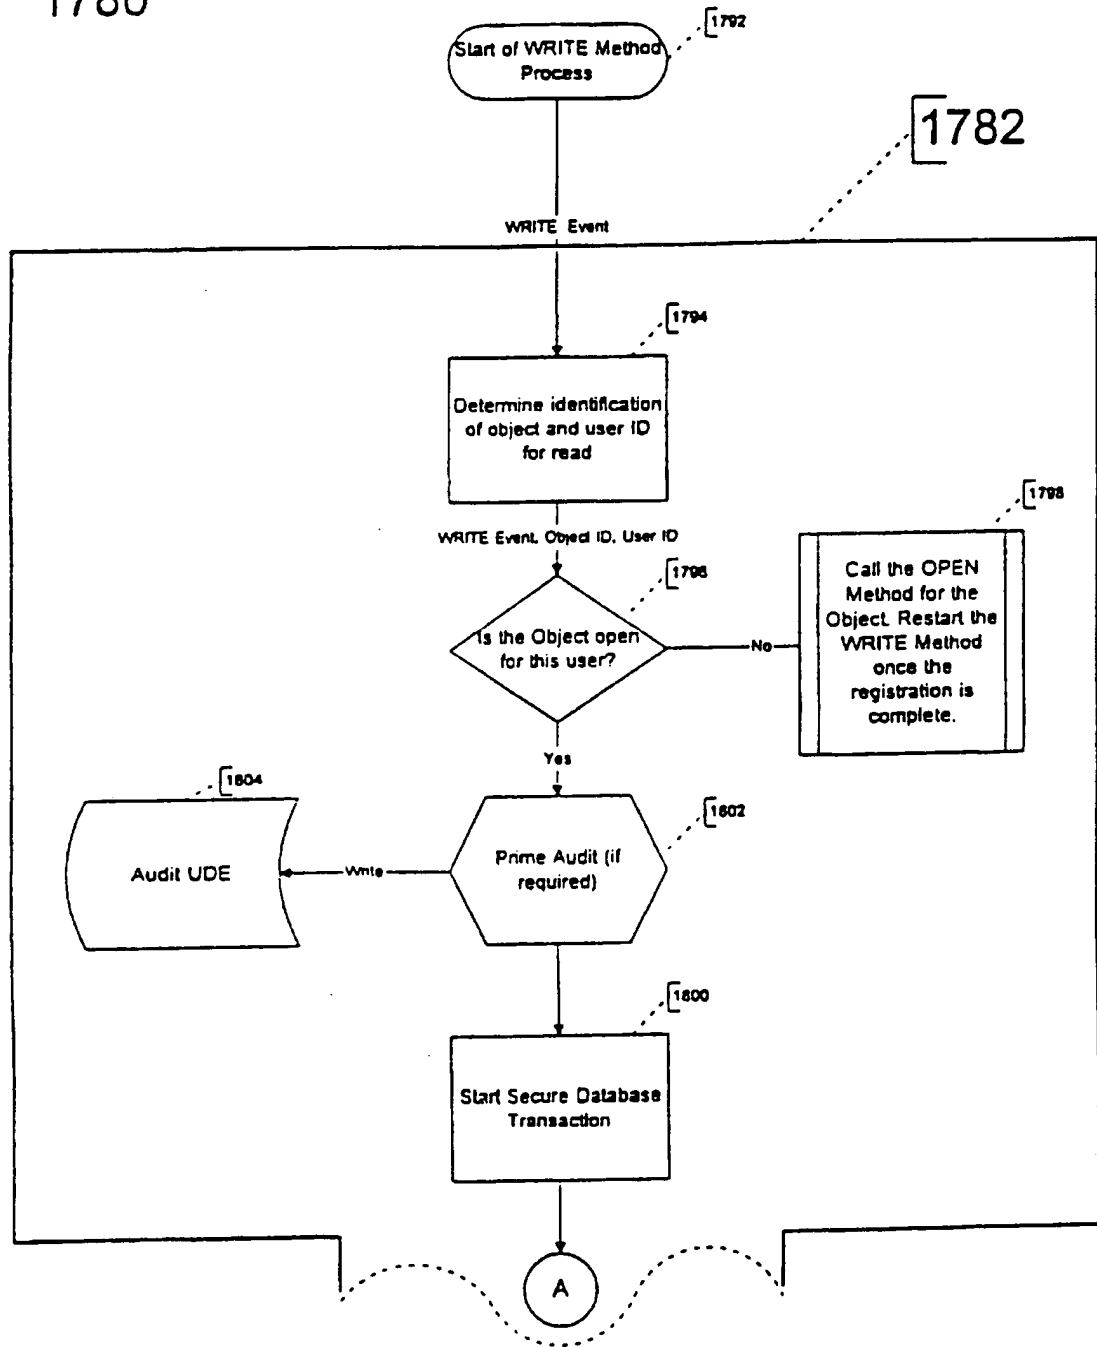 1780
1792
Start of WRITE Method
Process
1782
WRITE Event
1794
Determine identification
of object and user ID
for read
WRITE Event, Object ID, User ID
1796
Is the Object open
for this user?
No
1798
Call the OPEN
Method for the
Object. Restart the
WRITE Method
once the
registration is
complete.
Yes
1804
Audit UDE
Write
1802
Prime Audit (if
required)
1800
Start Secure Database
Transaction
A